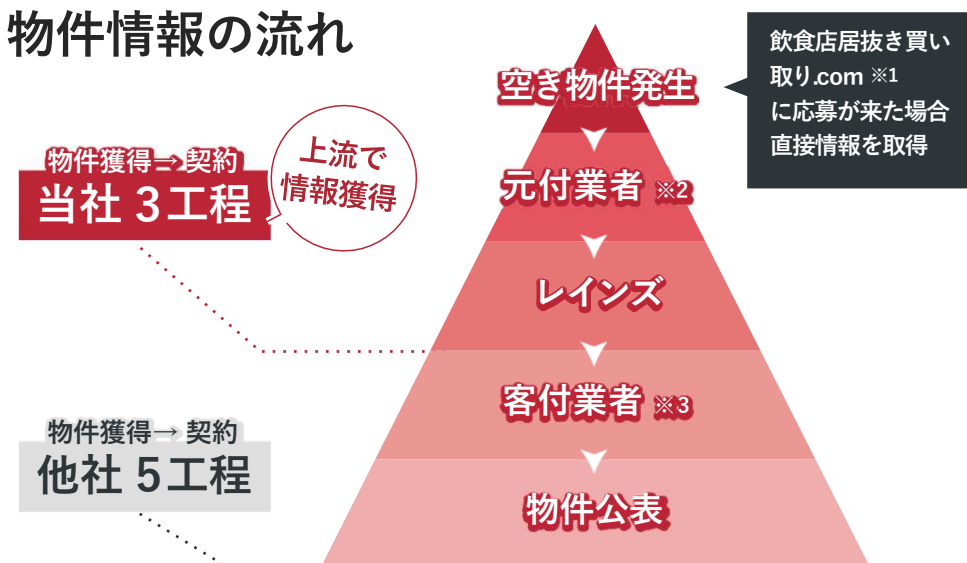 物件情報の流れ
空き物件発生
飲食店居抜き買い
取り.com ※1
に応募が来た場合
直接情報を取得
上流で
情報獲得
物件獲得→ 契約
当社 3工程
元付業者 ※2
レインズ
客付業者 ※3
物件獲得→ 契約
他社 5工程
物件公表